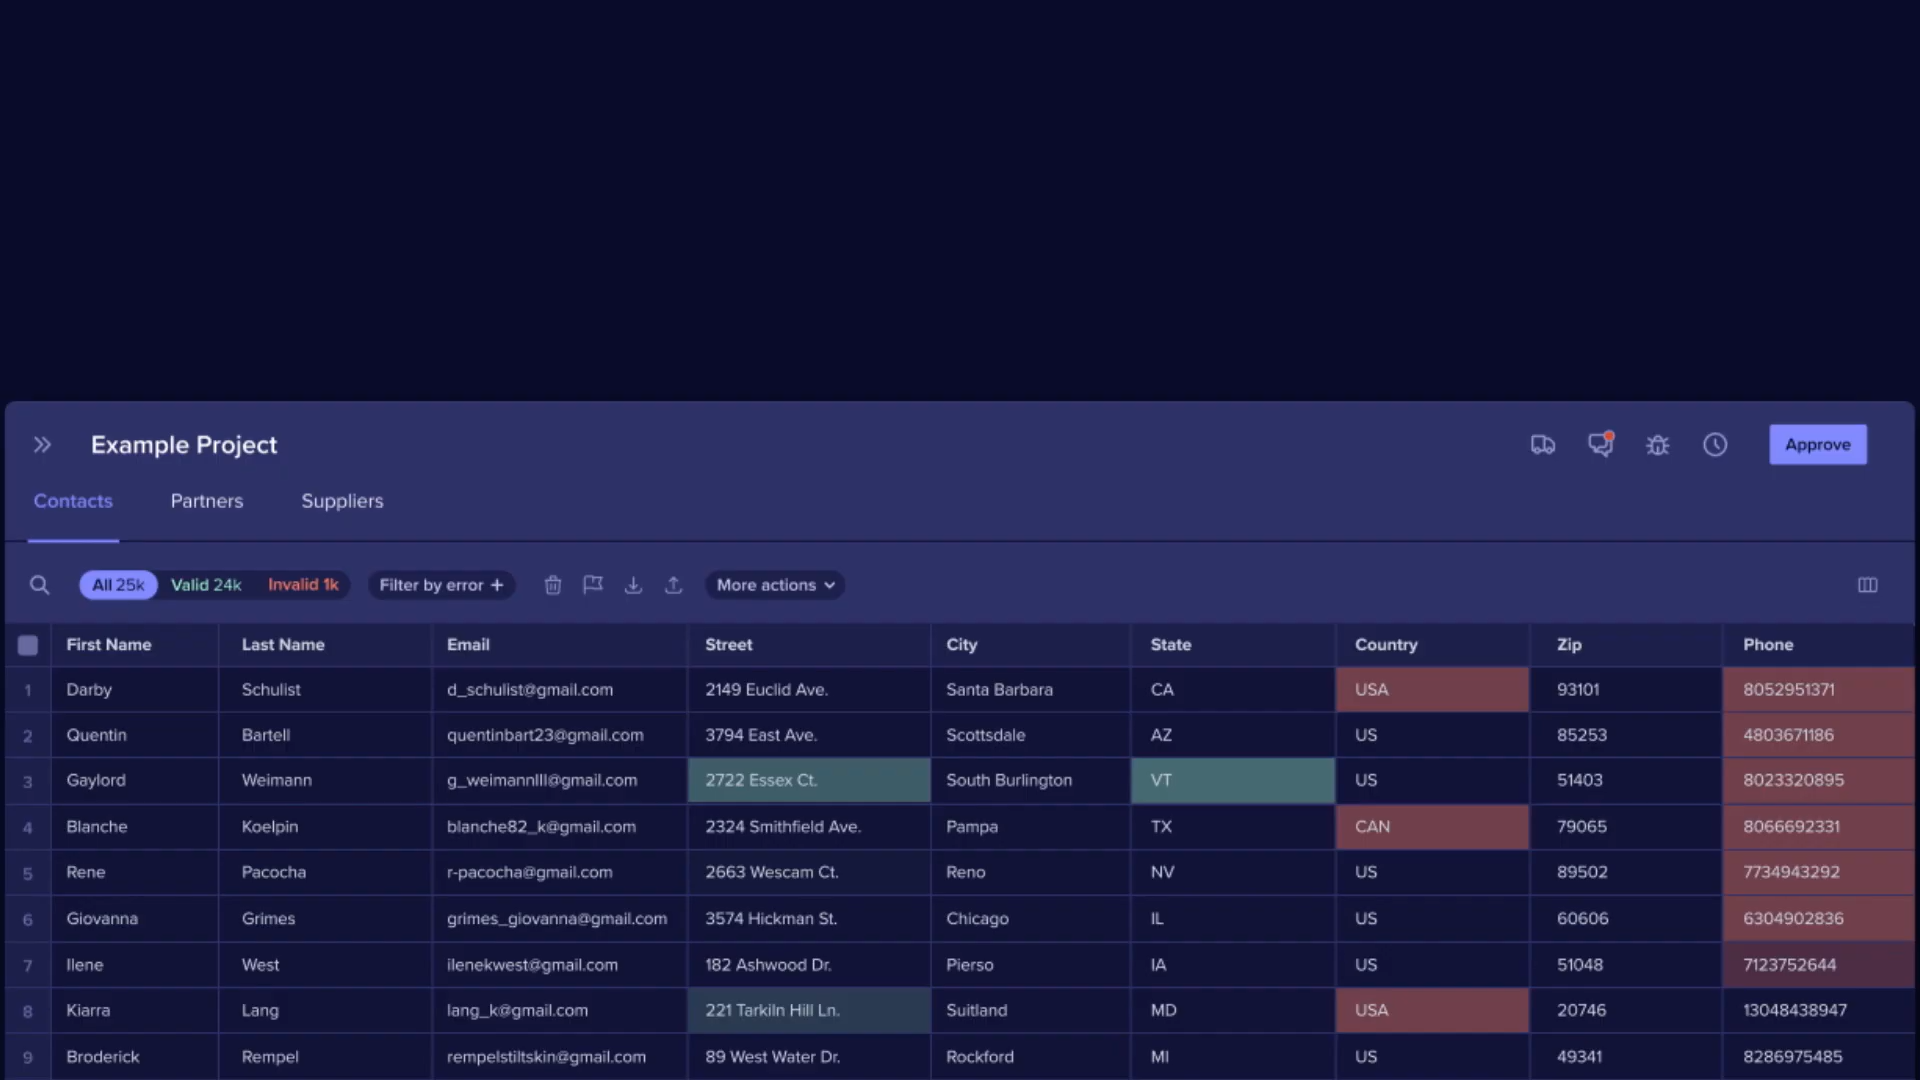 Example Project
Approve
Contacts Partners Suppliers
All 25k Valid 24k Invalid 1k Filter by error + More actions
First Name Last Name Email Street City State Country Zip Phone
1 Darby Schulist d_schulist@gmail.com 2149 Euclid Ave. Santa Barbara CA USA 93101 8052951371
2 Quentin Bartell quentinbart23@gmail.com 3794 East Ave. Scottsdale AZ US 85253 4803671186
3 Gaylord Weimann g_weimannIII@gmail.com 2722 Essex Ct. South Burlington VT US 51403 8023320895
4 Blanche Koelpin blanche82_k@gmail.com 2324 Smithfield Ave. Pampa TX CAN 79065 8066692331
5 Rene Pacocha r-pacocha@gmail.com 2663 Wescam Ct. Reno NV US 89502 7734943292
6 Giovanna Grimes grimes_giovanna@gmail.com 3574 Hickman St. Chicago IL US 60606 6304902836
7 Ilene West ilenekwest@gmail.com 182 Ashwood Dr. Pierso IA US 51048 7123752644
8 Kiarra Lang lang_k@gmail.com 221 Tarkiln Hill Ln. Suitland MD USA 20746 13048438947
9 Broderick Rempel rempelstiltskin@gmail.com 89 West Water Dr. Rockford MI US 49341 8286975485